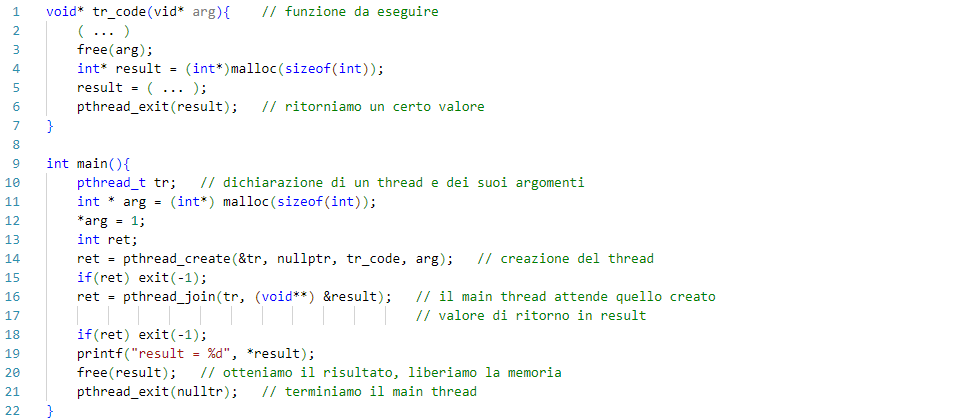 1 void* tr_code(vid* arg){ // funzione da eseguire
2 ( ... )
3 free(arg);
4 int* result = (int*)malloc(sizeof(int));
5 result = ( ... );
6 pthread_exit(result); // ritorniamo un certo valore
7 }
8
9 int main(){
10 pthread_t tr; // dichiarazione di un thread e dei suoi argomenti
11 int * arg = (int*) malloc(sizeof(int));
12 *arg = 1;
13 int ret;
14 ret = pthread_create(&tr, nullptr, tr_code, arg); // creazione del thread
15 if(ret) exit(-1);
16 ret = pthread_join(tr, (void**) &result); // il main thread attende quello creato
17 // valore di ritorno in result
18 if(ret) exit(-1);
19 printf("result = %d", *result);
20 free(result); // otteniamo il risultato, liberiamo la memoria
21 pthread_exit(nulltr); // terminiamo il main thread
22 }